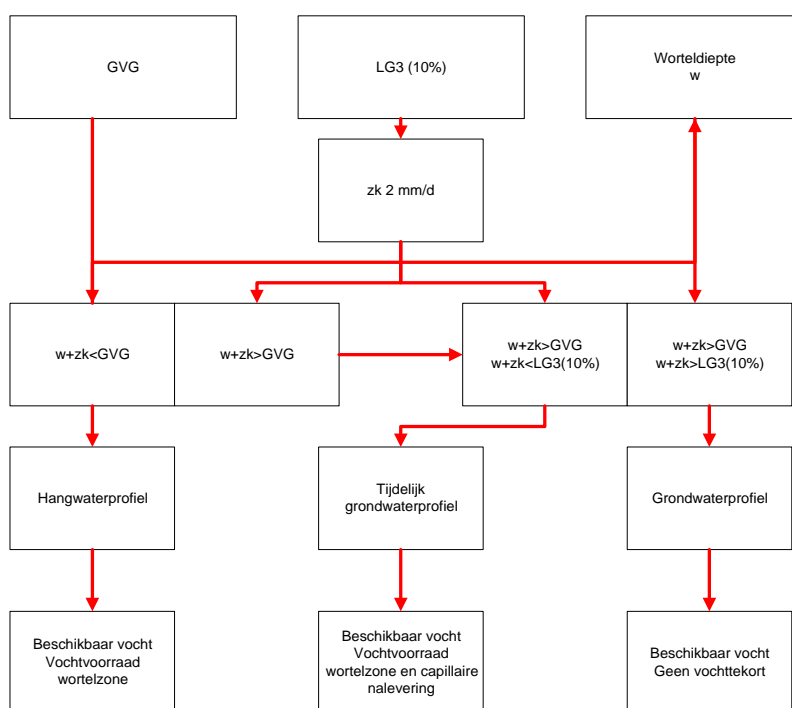 GVG
LG3 (10%)
Worteldiepte
w
zk 2 mm/d
w+zk<GVG
w+zk>GVG
w+zk>GVG
w+zk<LG3(10%)
w+zk>GVG
w+zk>LG3(10%)
Hangwaterprofiel
Tijdelijk
grondwaterprofiel
Grondwaterprofiel
Beschikbaar vocht
Vochtvoorraad
wortelzone
Beschikbaar vocht
Vochtvoorraad
wortelzone en capillaire
nalevering
Beschikbaar vocht
Geen vochttekort